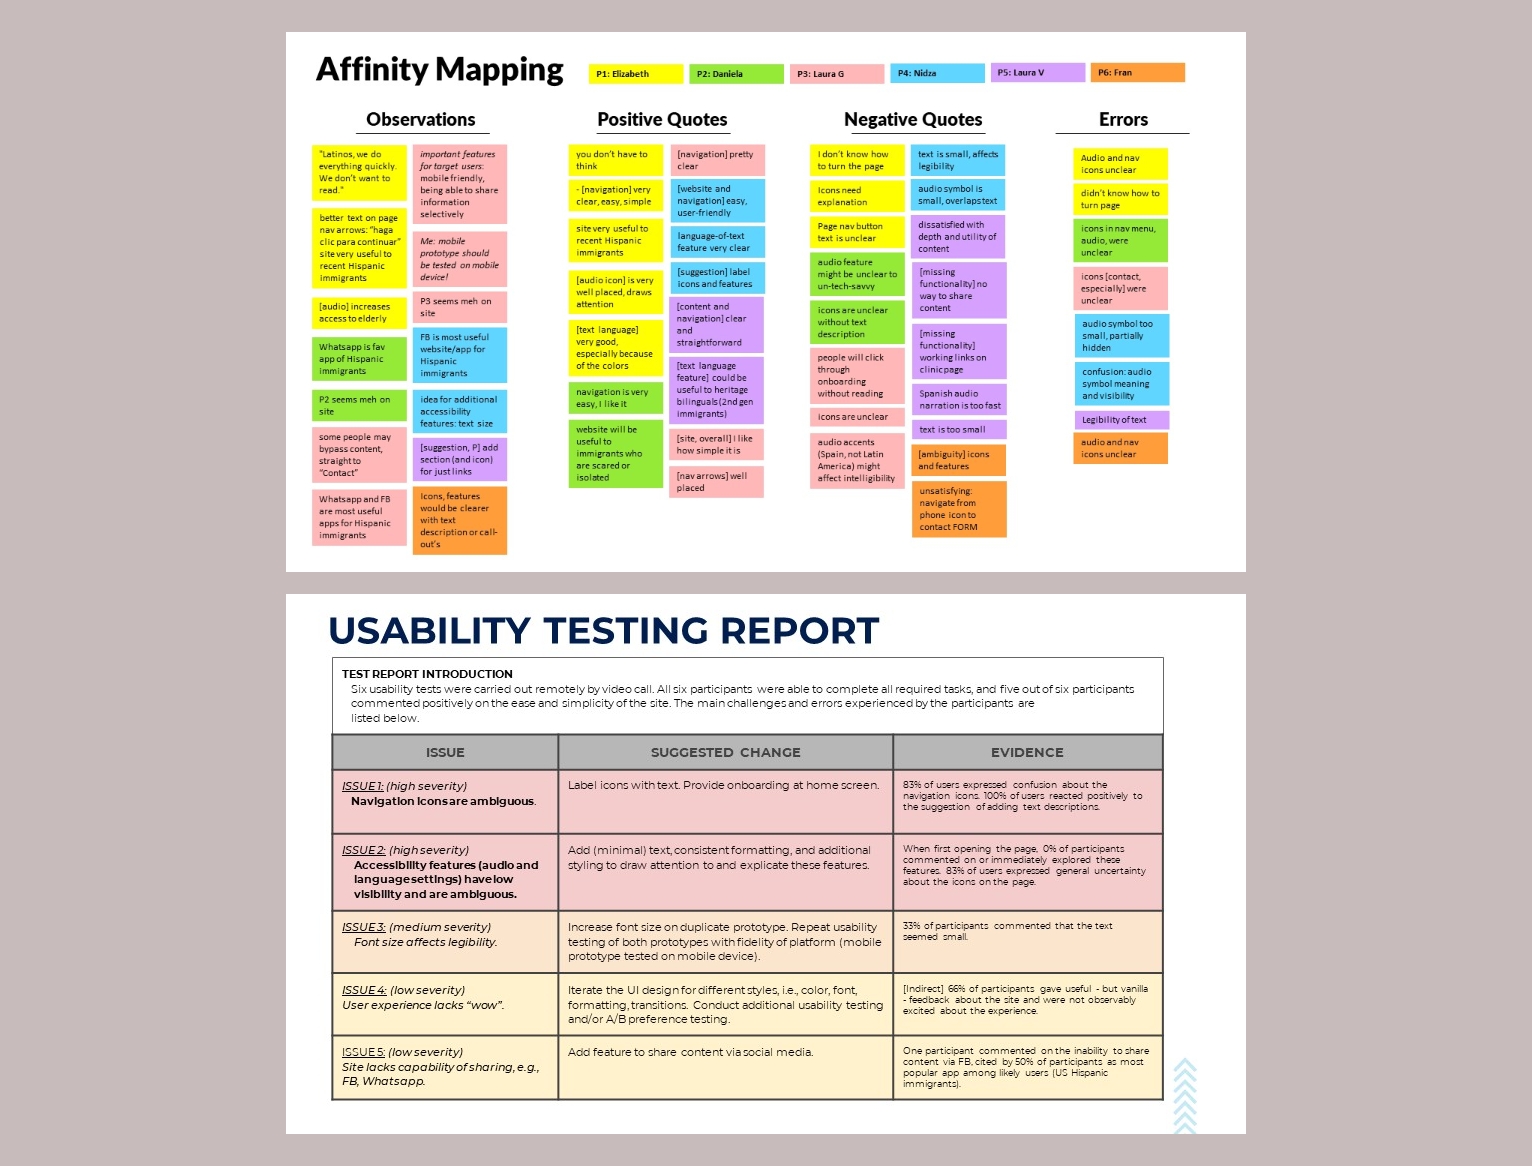 Affinity Mapping
P1: Elizabeth
P2: Daniela
P3: Laura G
P4: Nidza
P5: Laura V
P6: Fran
Observations
"Latinos, we do
everything quickly.
We don't want to
read."
better text on page
nav arrows: "haga
clic para continuar"
site very useful to
recent Hispanic
immigrants
[audio] increases
access to elderly
Whatsapp is fav
app of Hispanic
immigrants
P2 seems meh on
site
some people may
bypass content,
straight to
"Contact"
Whatsapp and FB
are most useful
apps for Hispanic
immigrants
important features
for target users:
mobile friendly,
being able to share
information
selectively
Me: mobile
prototype should
be tested on mobile
device!
P3 seems meh on
site
FB is most useful
website/app for
Hispanic
immigrants
idea for additional
accessibility
features: text size
[suggestion, P] add
section (and icon)
for just links
Icons, features
would be clearer
with text
description or call-
out's
Positive Quotes
you don't have to
think
- [navigation] very
clear, easy, simple
site very useful to
recent Hispanic
immigrants
[audio icon] is very
well placed, draws
attention
[text language]
very good,
especially because
of the colors
navigation is very
easy, I like it
website will be
useful to
immigrants who
are scared or
isolated
[navigation] pretty
clear
[website and
navigation] easy,
user-friendly
language-of-text
feature very clear
[suggestion] label
icons and features
[content and
navigation] clear
and
straightforward
[text language
feature] could be
useful to heritage
bilinguals (2nd gen
immigrants)
[site, overall] I like
how simple it is
[nav arrows] well
placed
Negative Quotes
I don't know how
to turn the page
Icons need
explanation
Page nav button
text is unclear
audio feature
might be unclear to
un-tech-savvy
icons are unclear
without text
description
people will click
through
onboarding
without reading
icons are unclear
audio accents
(Spain, not Latin
America) might
affect intelligibility
text is small, affects
legibility
audio symbol is
small, overlaps text
dissatisfied with
depth and utility of
content
[missing
functionality] no
way to share
content
[missing
functionality]
working links on
clinic page
Spanish audio
narration is too fast
text is too small
[ambiguity] icons
and features
unsatisfying:
navigate from
phone icon to
contact FORM
Errors
Audio and nav
icons unclear
didn't know how to
turn page
icons in nav menu,
audio, were
unclear
icons [contact,
especially] were
unclear
audio symbol too
small, partially
hidden
confusion: audio
symbol meaning
and visibility
Legibility of text
audio and nav
icons unclear
USABILITY TESTING REPORT
TEST REPORT INTRODUCTION
Six usability tests were carried out remotely by video call. All six participants were able to complete all required tasks, and five out of six participants
commented positively on the ease and simplicity of the site. The main challenges and errors experienced by the participants are
listed below.
ISSUE
SUGGESTED CHANGE
EVIDENCE
ISSUE 1: (high severity)
Navigation icons are ambiguous.
Label icons with text. Provide onboarding at home screen.
83% of users expressed confusion about the
navigation icons. 100% of users reacted positively to
the suggestion of adding text descriptions.
ISSUE 2: (high severity)
Accessibility features (audio and
language settings) have low
visibility and are ambiguous.
Add (minimal) text, consistent formatting, and additional
styling to draw attention to and explicate these features.
When first opening the page, 0% of participants
commented on or immediately explored these
features. 83% of users expressed general uncertainty
about the icons on the page.
ISSUE 3: (medium severity)
Font size affects legibility.
Increase font size on duplicate prototype. Repeat usability
testing of both prototypes with fidelity of platform (mobile
prototype tested on mobile device).
33% of participants commented that the text
seemed small.
ISSUE 4: (low severity)
User experience lacks “wow”.
Iterate the UI design for different styles, i.e., color, font,
formatting, transitions. Conduct additional usability testing
and/or A/B preference testing.
[Indirect] 66% of participants gave useful - but vanilla
- feedback about the site and were not observably
excited about the experience.
ISSUE 5: (low severity)
Site lacks capability of sharing, e.g.,
FB, Whatsapp.
Add feature to share content via social media.
One participant commented on the inability to share
content via FB, cited by 50% of participants as most
popular app among likely users (US Hispanic
immigrants).